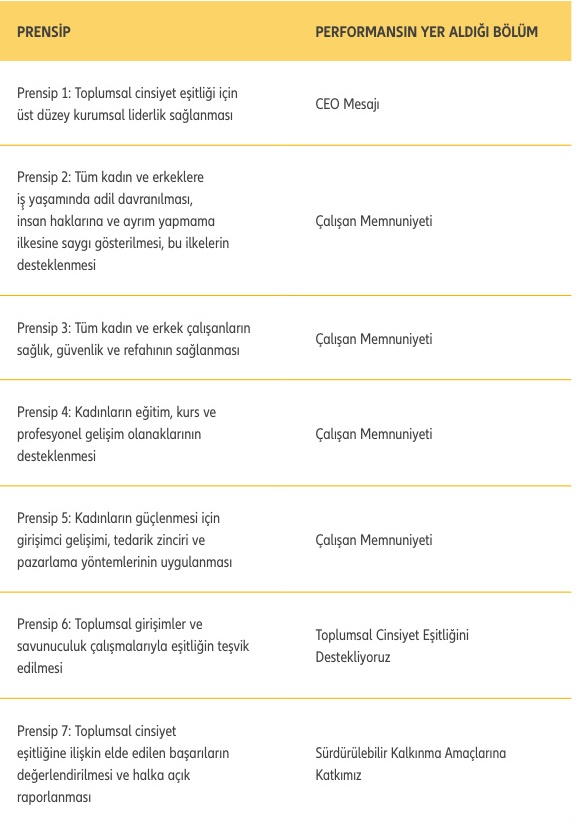 PRENSİP
PERFORMANSIN YER ALDIĞI BÖLÜM
Prensip 1: Toplumsal cinsiyet eşitliği için
üst düzey kurumsal liderlik sağlanması
CEO Mesajı
Prensip 2: Tüm kadın ve erkeklere
iş yaşamında adil davranılması,
insan haklarına ve ayrım yapmama
ilkesine saygı gösterilmesi, bu ilkelerin
desteklenmesi
Çalışan Memnuniyeti
Prensip 3: Tüm kadın ve erkek çalışanların
sağlık, güvenlik ve refahının sağlanması
Çalışan Memnuniyeti
Prensip 4: Kadınların eğitim, kurs ve
profesyonel gelişim olanaklarının
desteklenmesi
Çalışan Memnuniyeti
Prensip 5: Kadınların güçlenmesi için
girişimci gelişimi, tedarik zinciri ve
pazarlama yöntemlerinin uygulanması
Çalışan Memnuniyeti
Prensip 6: Toplumsal girişimler ve
savunuculuk çalışmalarıyla eşitliğin teşvik
edilmesi
Toplumsal Cinsiyet Eşitliğini
Destekliyoruz
Prensip 7: Toplumsal cinsiyet
eşitliğine ilişkin elde edilen başarıların
değerlendirilmesi ve halka açık
raporlanması
Sürdürülebilir Kalkınma Amaçlarına
Katkımız